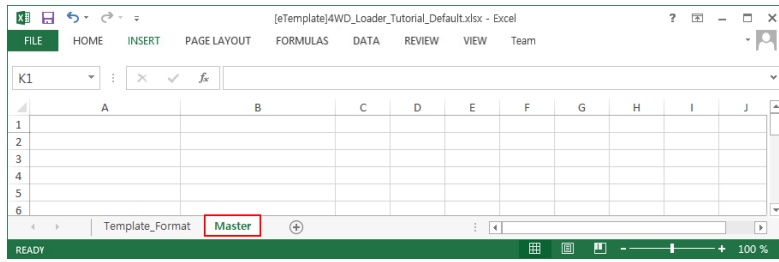 [eTemplate]4WD_Loader_Tutorial_Default.xlsx - Excel
FILE HOME INSERT PAGE LAYOUT FORMULAS DATA REVIEW VIEW Team
K1 fx
A B C D E F G H I J
1
2
3
4
5
6
Template_Format Master
READY 100 %